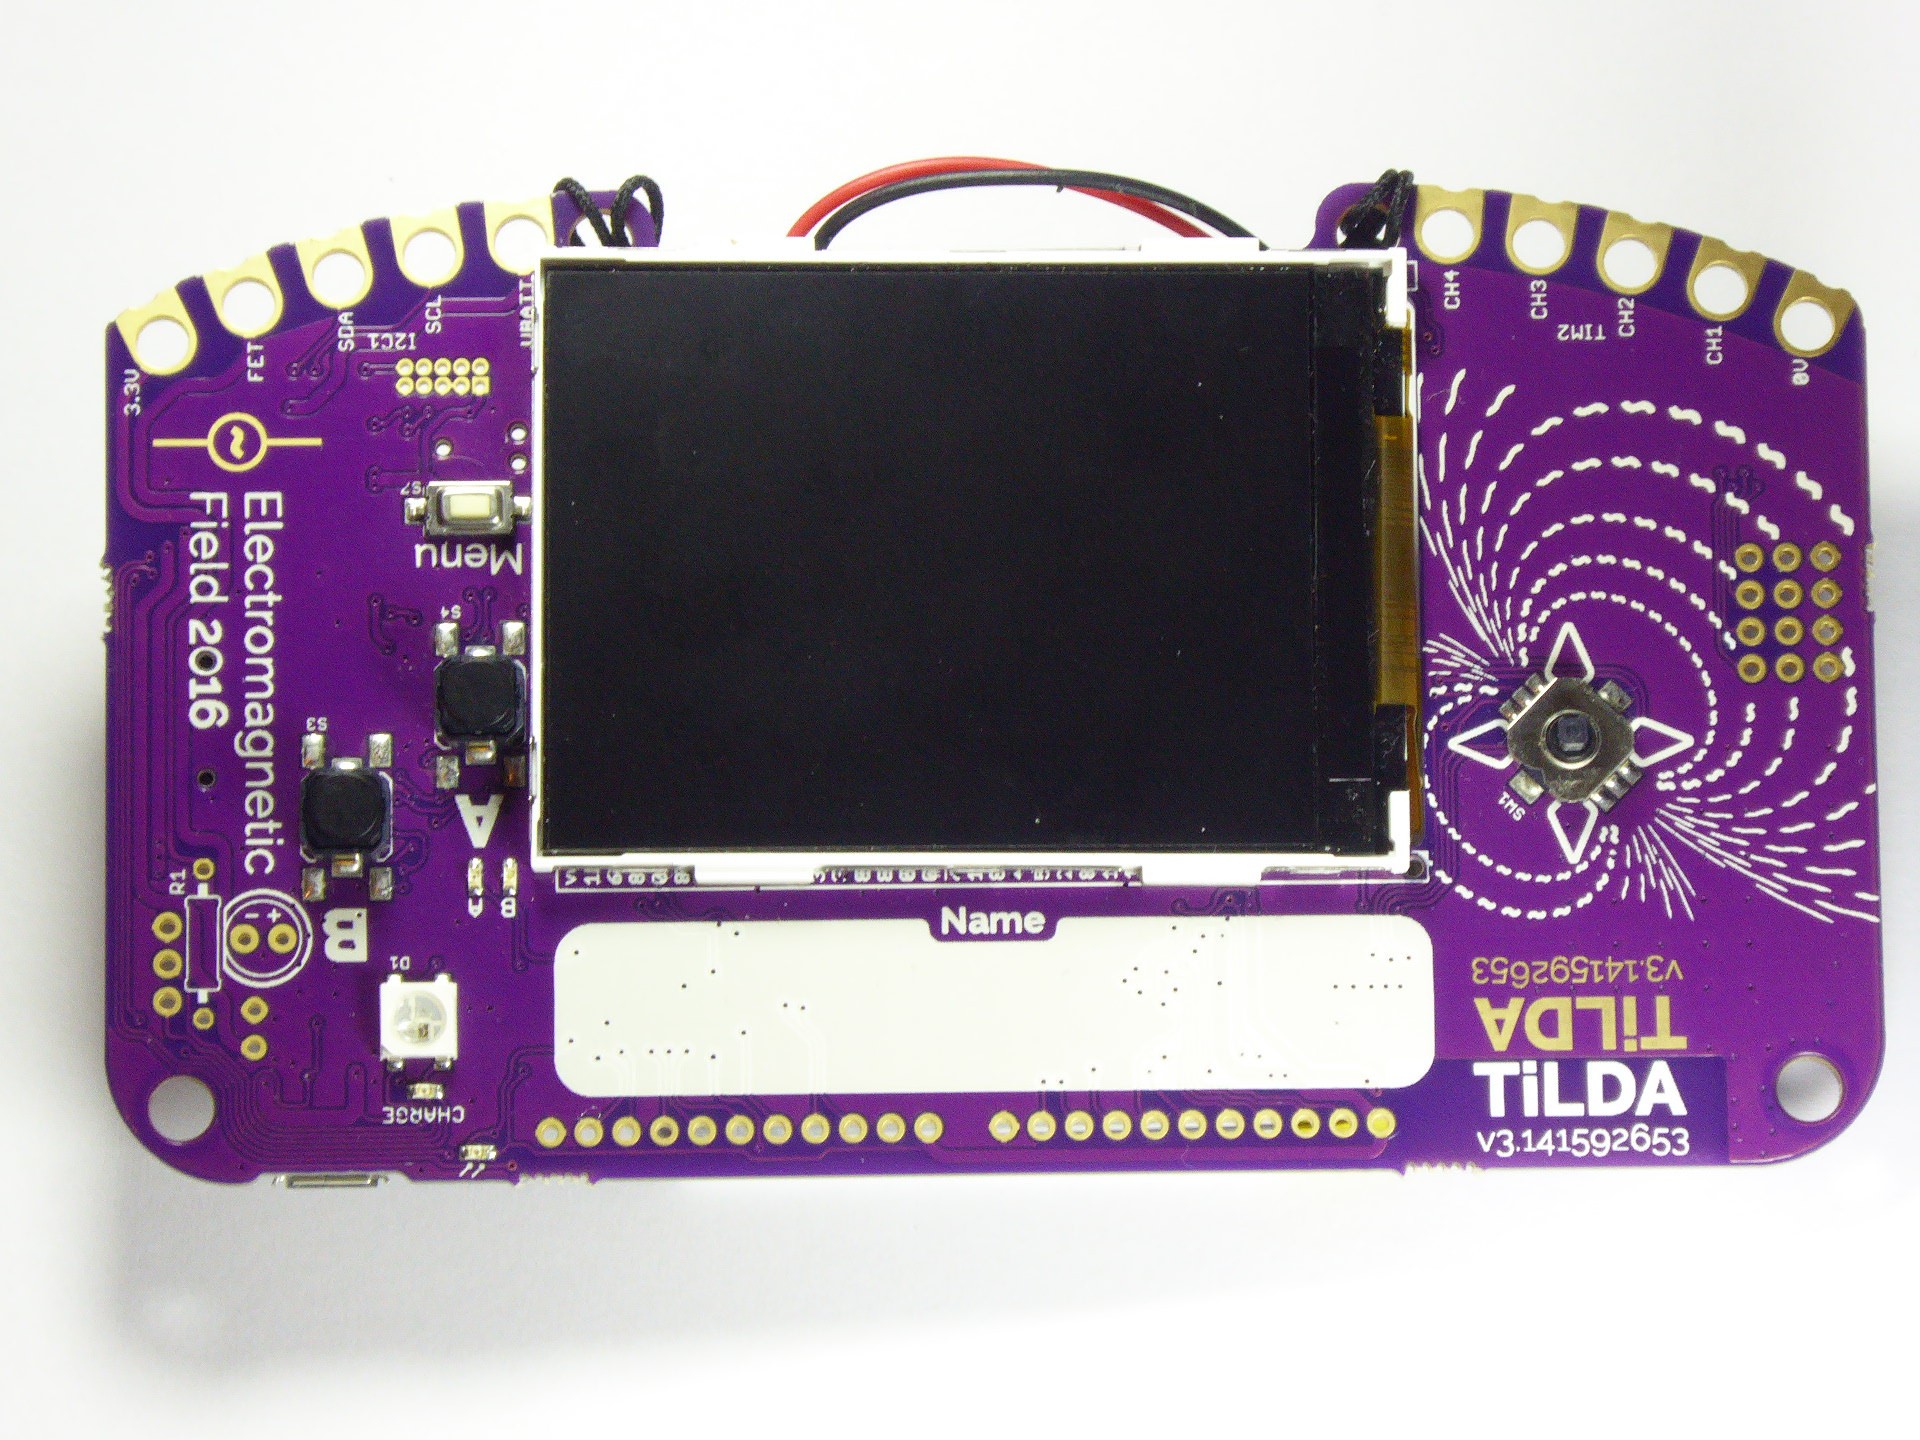 3.3V
FET
SDA
SCL
VBATT
I2C1
CH4
CH3
CH2
CH1
TIM2
0V
Electromagnetic
Field 2016
S7
Menu
S4
A
S3
B
R1
- +
D1
A
B
CHARGE
SW1
Name
TiLDA
v3.141592653
TiLDA
v3.141592653